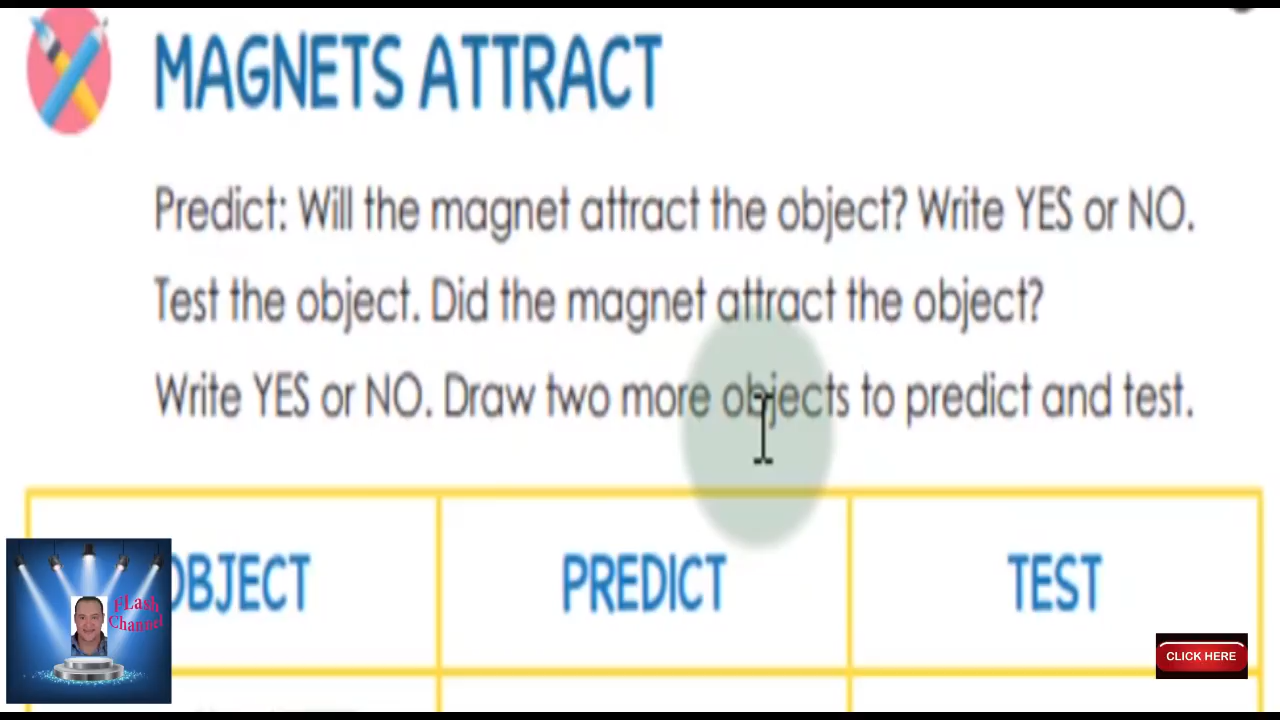 MAGNETS ATTRACT
Predict: Will the magnet attract the object? Write YES or NO.
Test the object. Did the magnet attract the object?
Write YES or NO. Draw two more objects to predict and test.
OBJECT PREDICT TEST
FLash
Channel
CLICK HERE